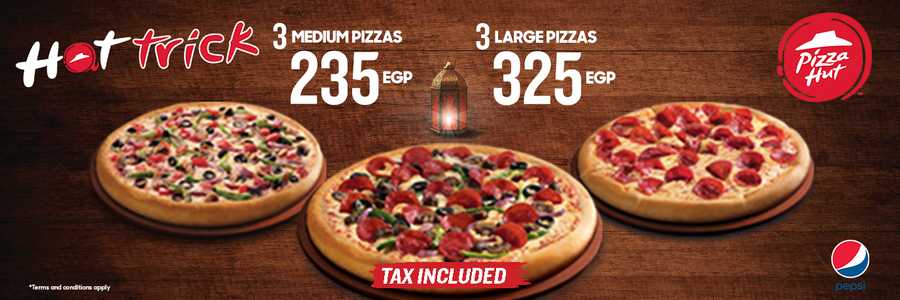 Hot trick
3 MEDIUM PIZZAS
235 EGP
3 LARGE PIZZAS
325 EGP
Pizza
Hut
TAX INCLUDED
*Terms and conditions apply
pepsi